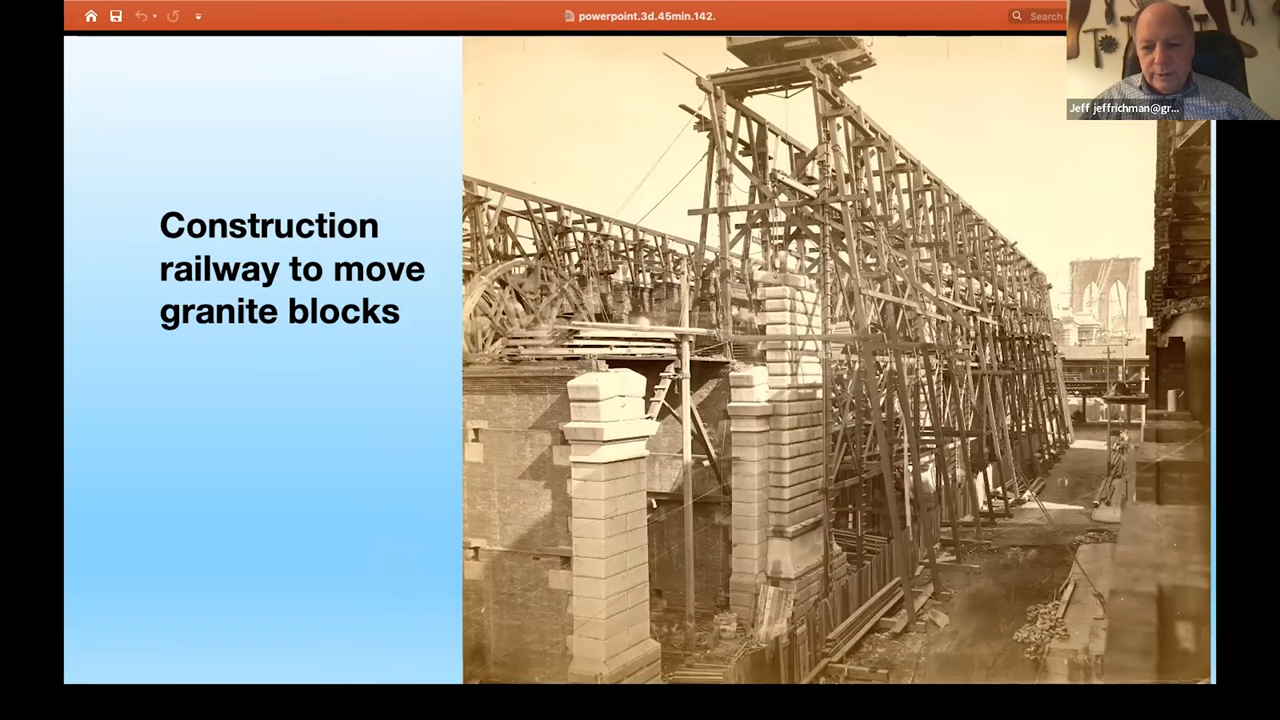 powerpoint.3d.45min.142.
Search
Jeff jeffrichman@gr...
Construction
railway to move
granite blocks